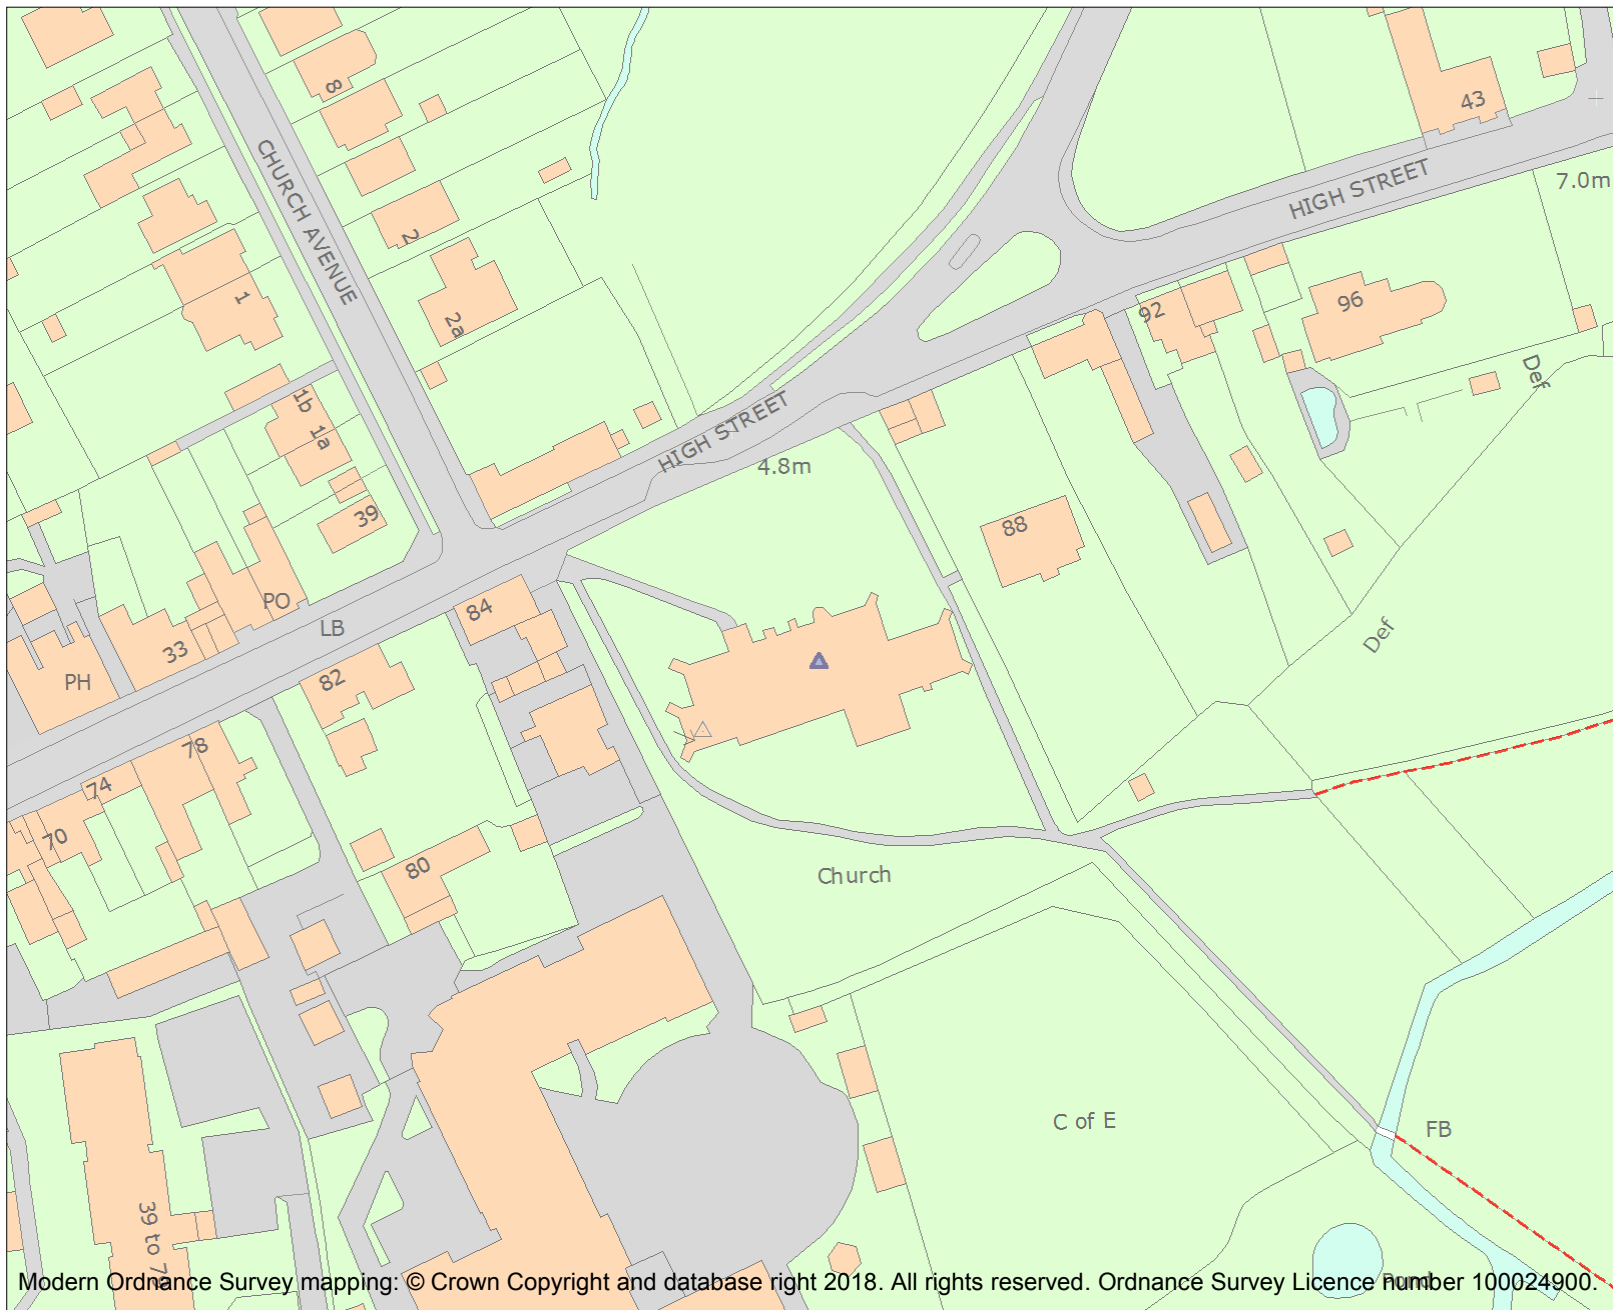 8
43
CHURCH AVENUE
HIGH STREET
7.0m
2
1
96
92
2a
Def
1b
HIGH STREET
1a
4.8m
39
88
PO
84
LB
33
Def
82
PH
78
74
70
80
Church
C of E
FB
39 to 79
Pond
Modern Ordnance Survey mapping: © Crown Copyright and database right 2018. All rights reserved. Ordnance Survey Licence number 100024900.